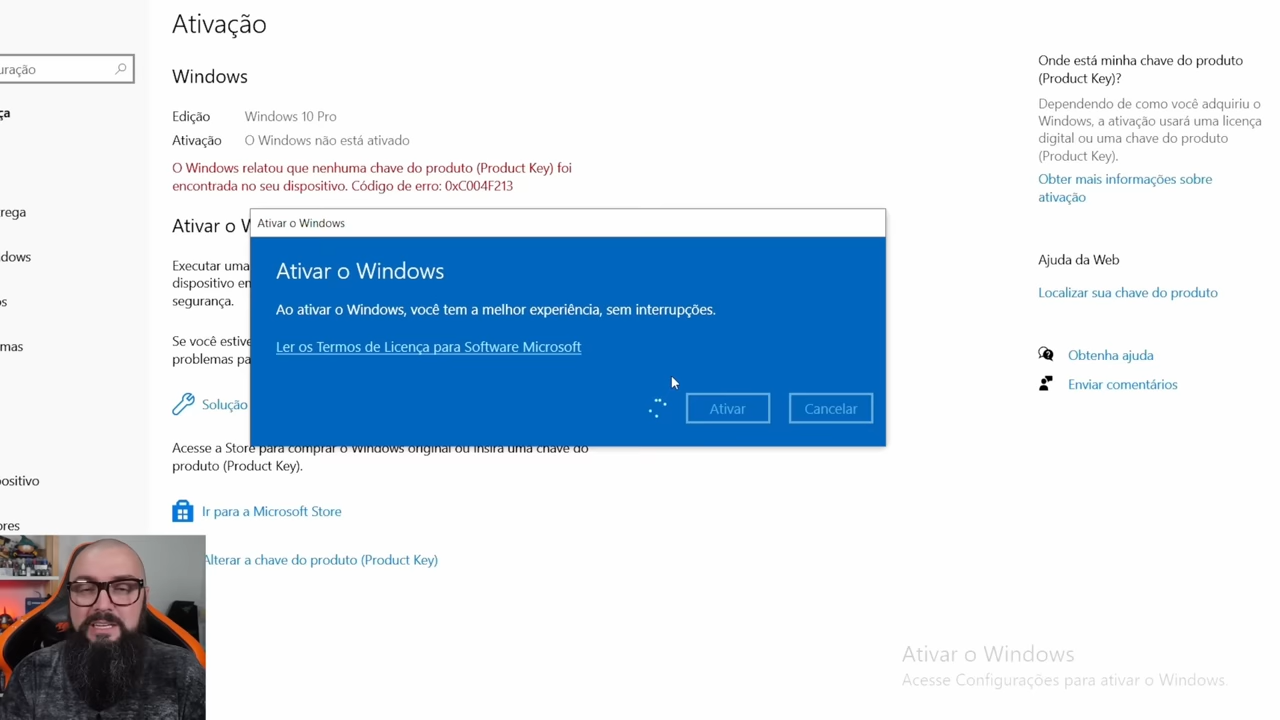 Ativação
uração
Windows
ça
Edição Windows 10 Pro
Ativação O Windows não está ativado
O Windows relatou que nenhuma chave do produto (Product Key) foi
encontrada no seu dispositivo. Código de erro: 0xC004F213
trega
dows
os
mas
positivo
ores
Ativar o W
Executar uma
dispositivo em
segurança.
Se você estive
problemas pa
Solução
Ativar o Windows
Ativar o Windows
Ao ativar o Windows, você tem a melhor experiência, sem interrupções.
Ler os Termos de Licença para Software Microsoft
Ativar Cancelar
Acesse a Store para comprar o Windows original ou insira uma chave do
produto (Product Key).
Ir para a Microsoft Store
Alterar a chave do produto (Product Key)
Onde está minha chave do produto
(Product Key)?
Dependendo de como você adquiriu o
Windows, a ativação usará uma licença
digital ou uma chave do produto
(Product Key).
Obter mais informações sobre
ativação
Ajuda da Web
Localizar sua chave do produto
Obtenha ajuda
Enviar comentários
Ativar o Windows
Acesse Configurações para ativar o Windows.